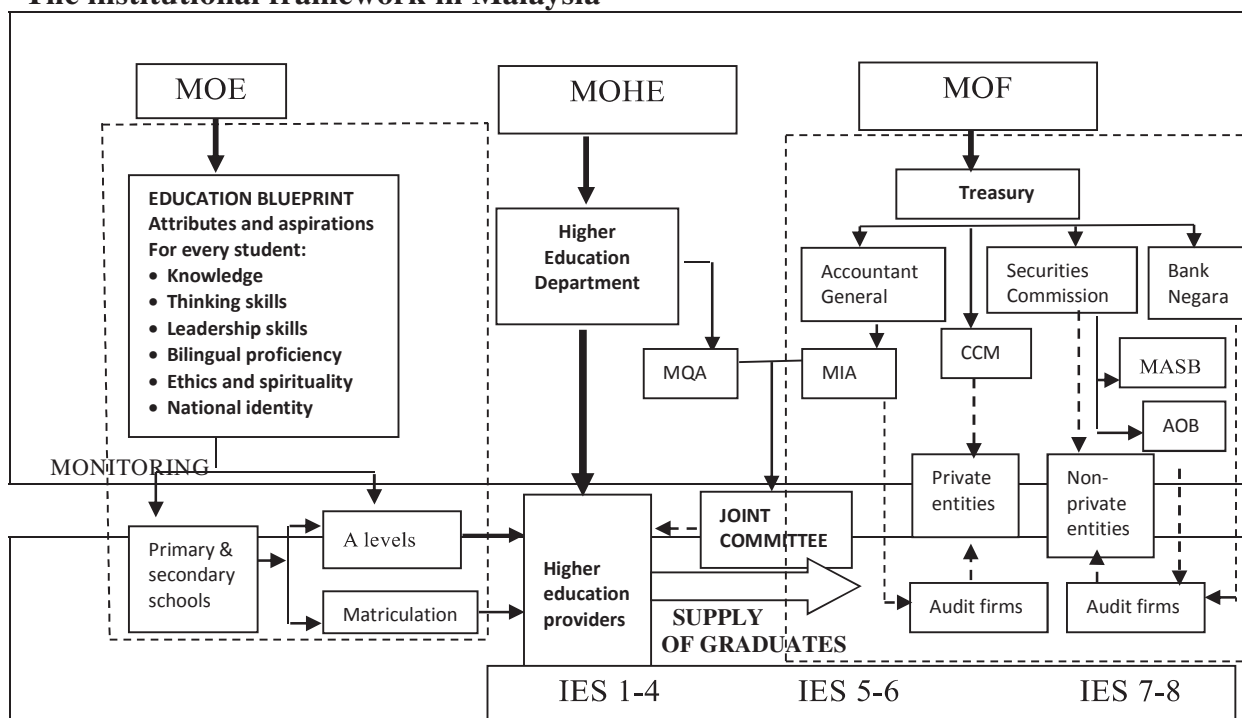 The institutional framework in Malaysia
MOE
MOHE
MOF
EDUCATION BLUEPRINT
Attributes and aspirations
For every student:
• Knowledge
• Thinking skills
• Leadership skills
• Bilingual proficiency
• Ethics and spirituality
• National identity
Higher
Education
Department
Treasury
Accountant
General
Securities
Commission
Bank
Negara
MQA
MIA
CCM
MASB
AOB
MONITORING
Primary &
secondary
schools
A levels
Matriculation
Higher
education
providers
JOINT
COMMITTEE
Private
entities
Non-
private
entities
SUPPLY
OF GRADUATES
Audit firms
Audit firms
IES 1-4
IES 5-6
IES 7-8